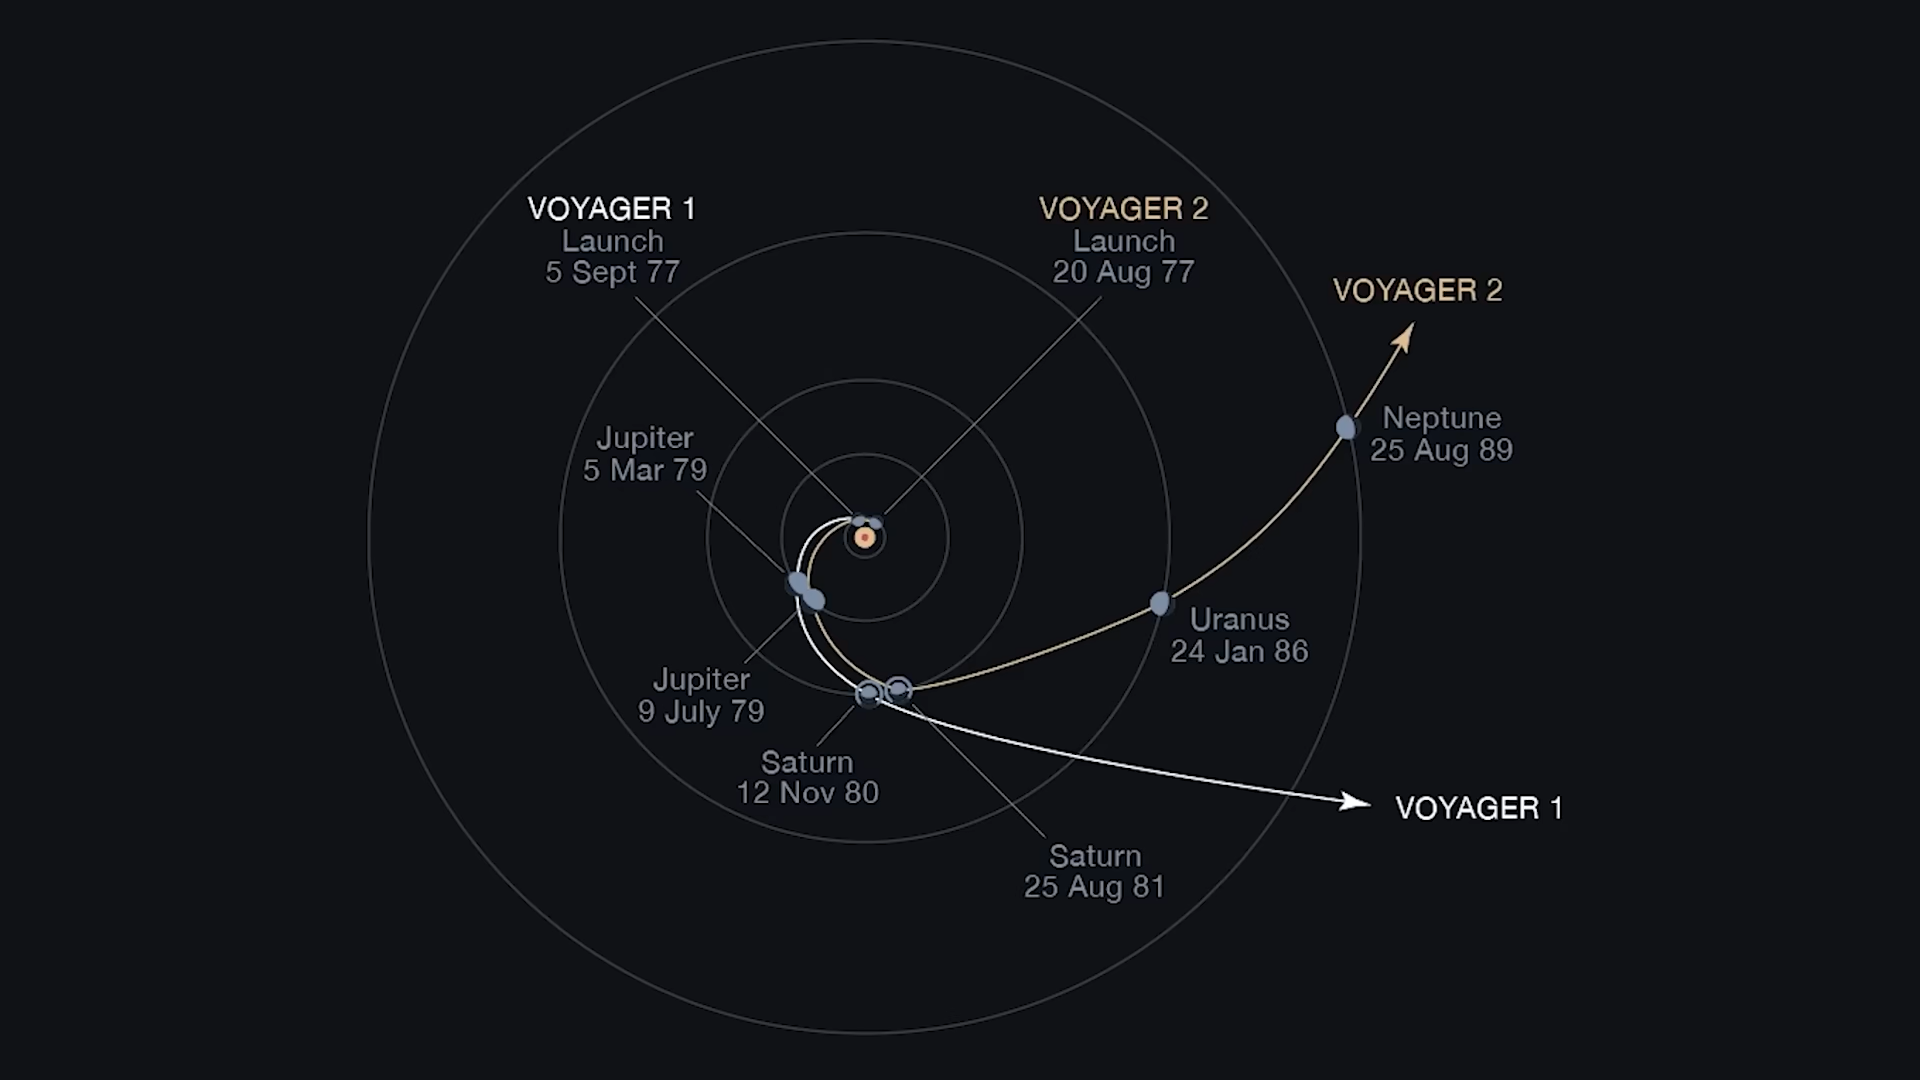 VOYAGER 1
Launch
5 Sept 77
VOYAGER 2
Launch
20 Aug 77
VOYAGER 2
Neptune
25 Aug 89
Jupiter
5 Mar 79
Uranus
24 Jan 86
Jupiter
9 July 79
Saturn
12 Nov 80
VOYAGER 1
Saturn
25 Aug 81